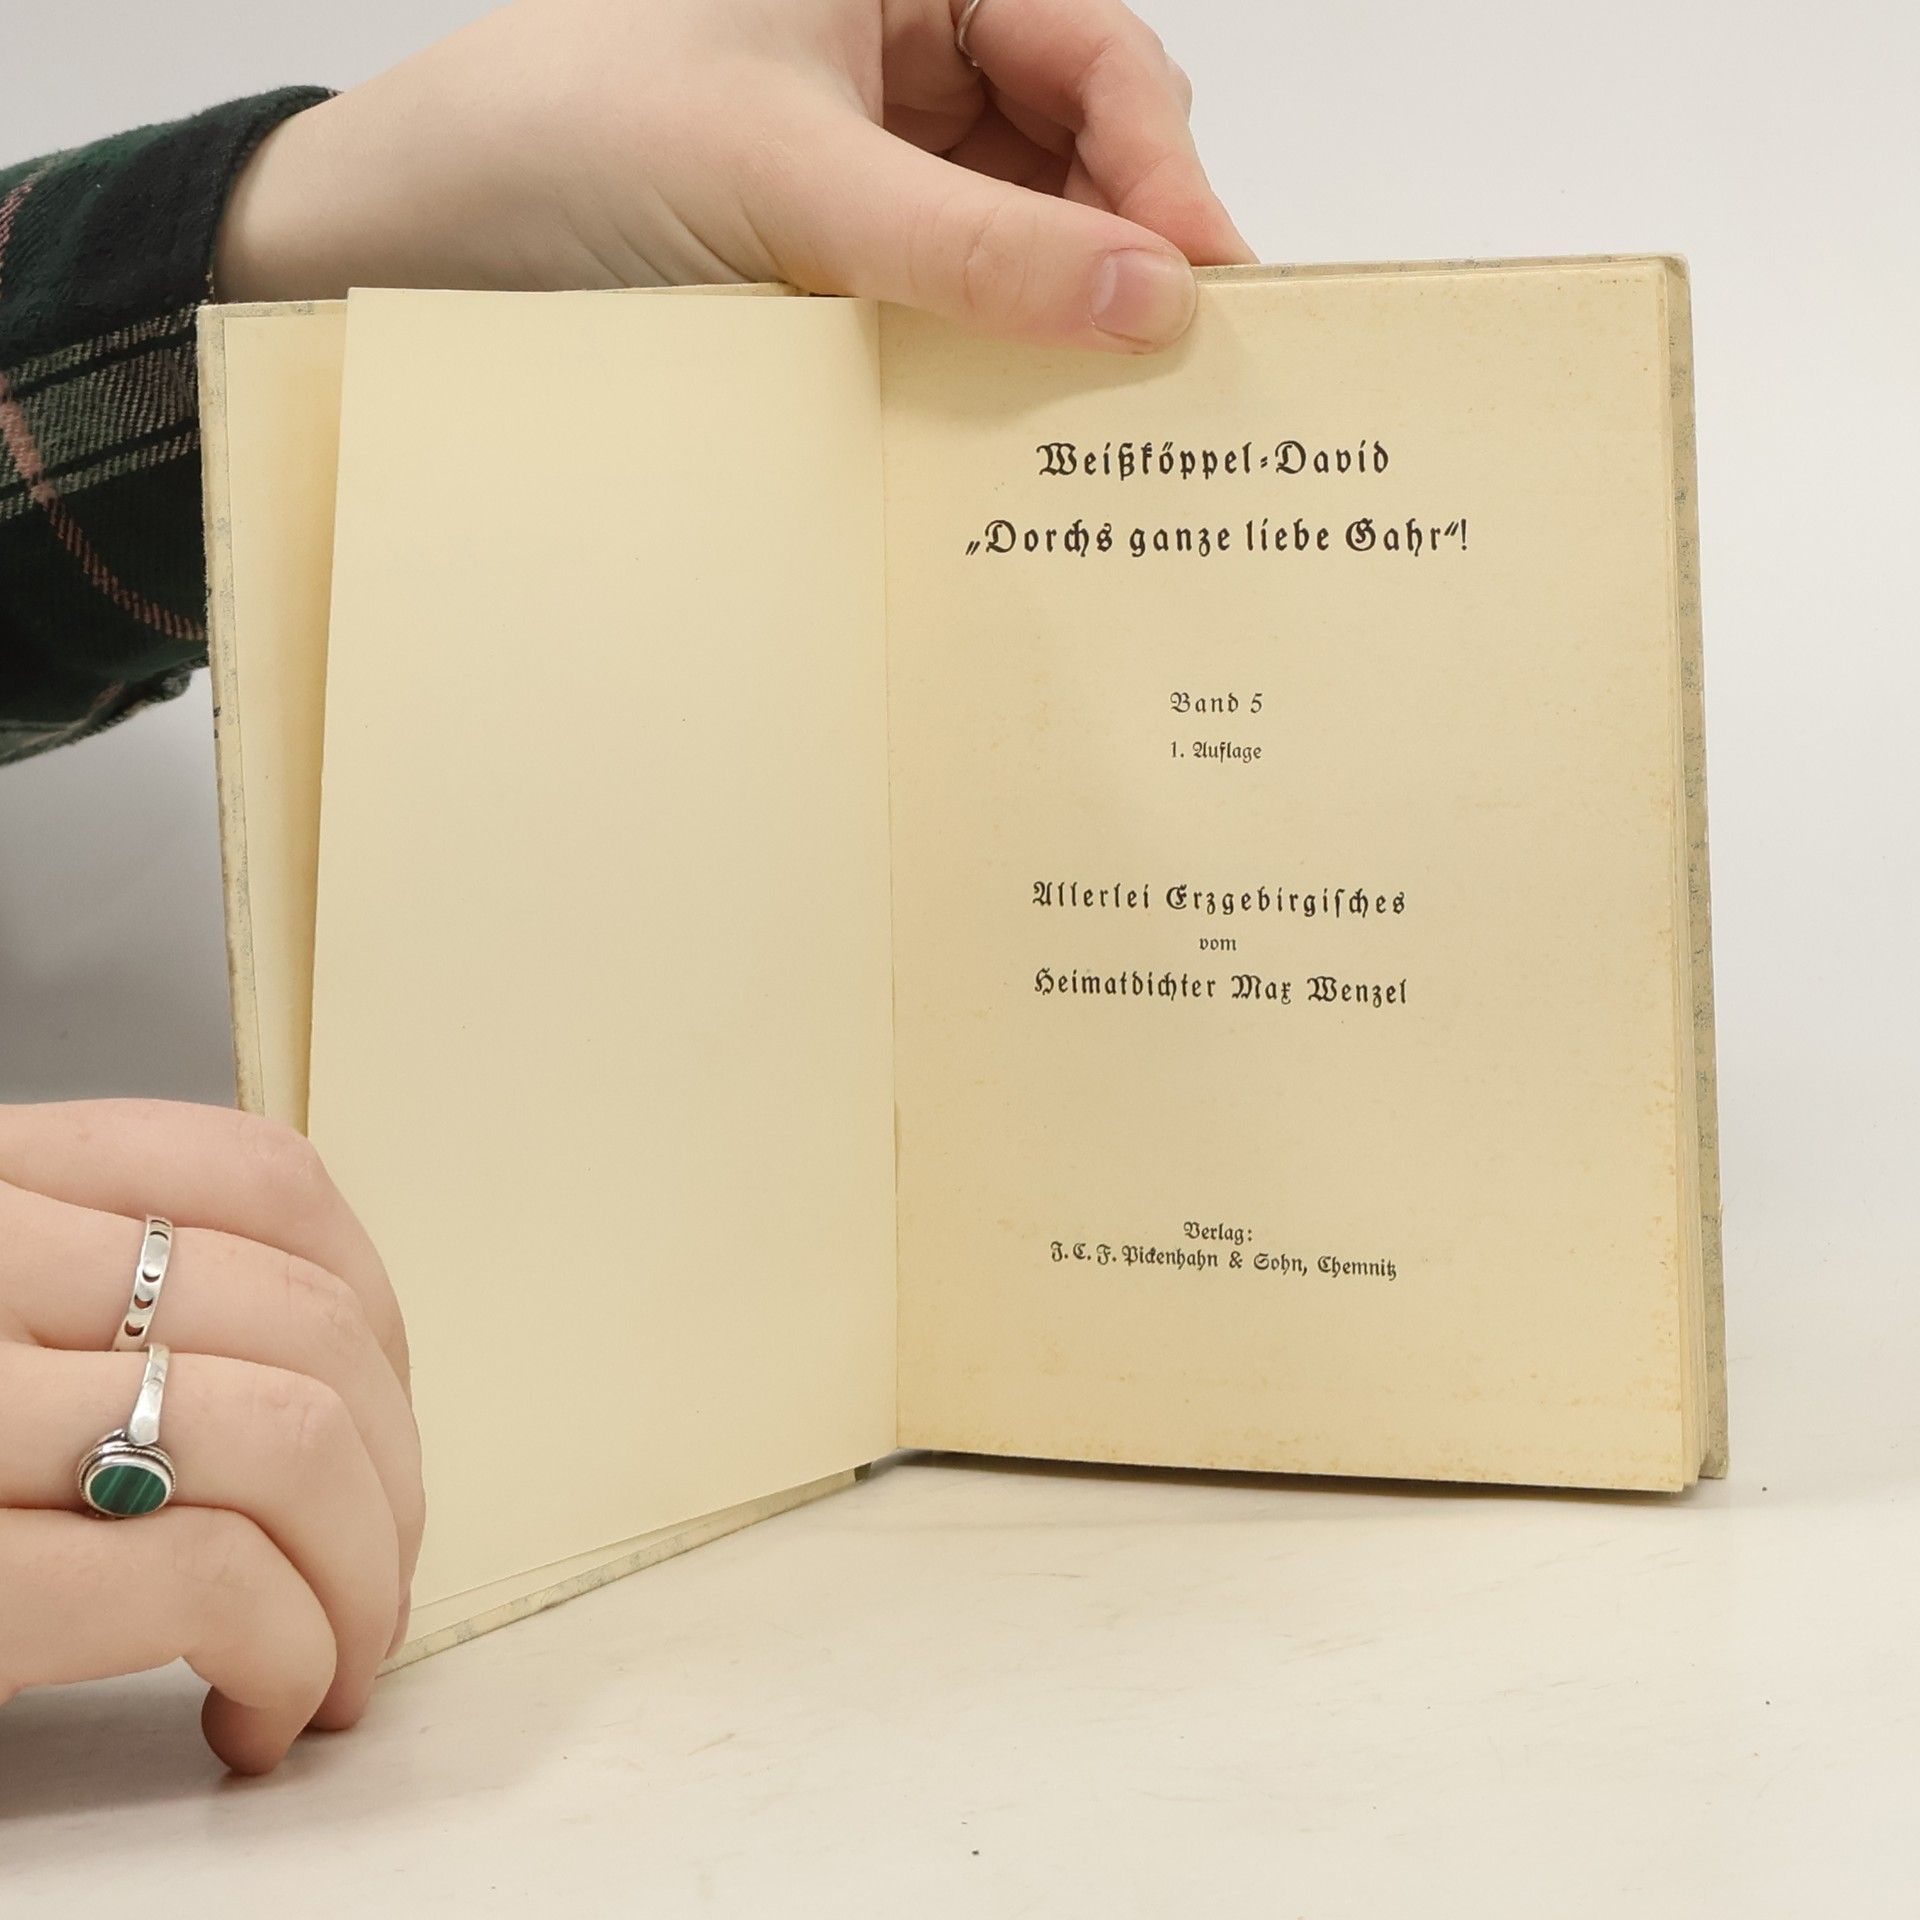 Weißköppel-David
„Dorchs ganze liebe Gahr“!
Band 5
1. Auflage
Allerlei Erzgebirgisches
vom
Heimatdichter Max Wenzel
Verlag:
J. C. F. Pickenhahn & Sohn, Chemnitz